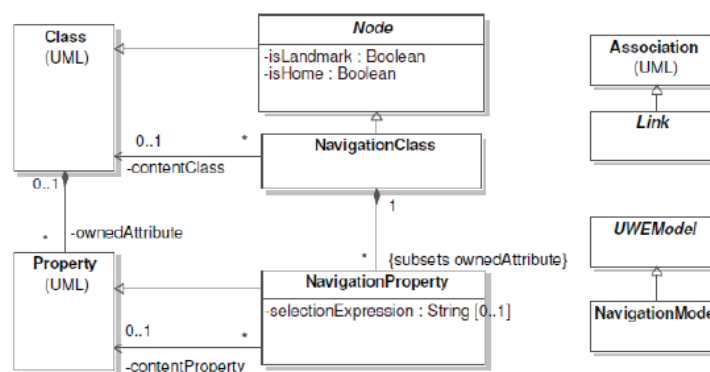 Class
(UML)
Node
-isLandmark : Boolean
-isHome : Boolean
Association
(UML)
Link
0..1
*
-contentClass
NavigationClass
0..1
*
-ownedAttribute
1
*
{subsets ownedAttribute}
UWEModel
Property
(UML)
NavigationProperty
-selectionExpression : String [0..1]
NavigationMode
0..1
*
-contentProperty